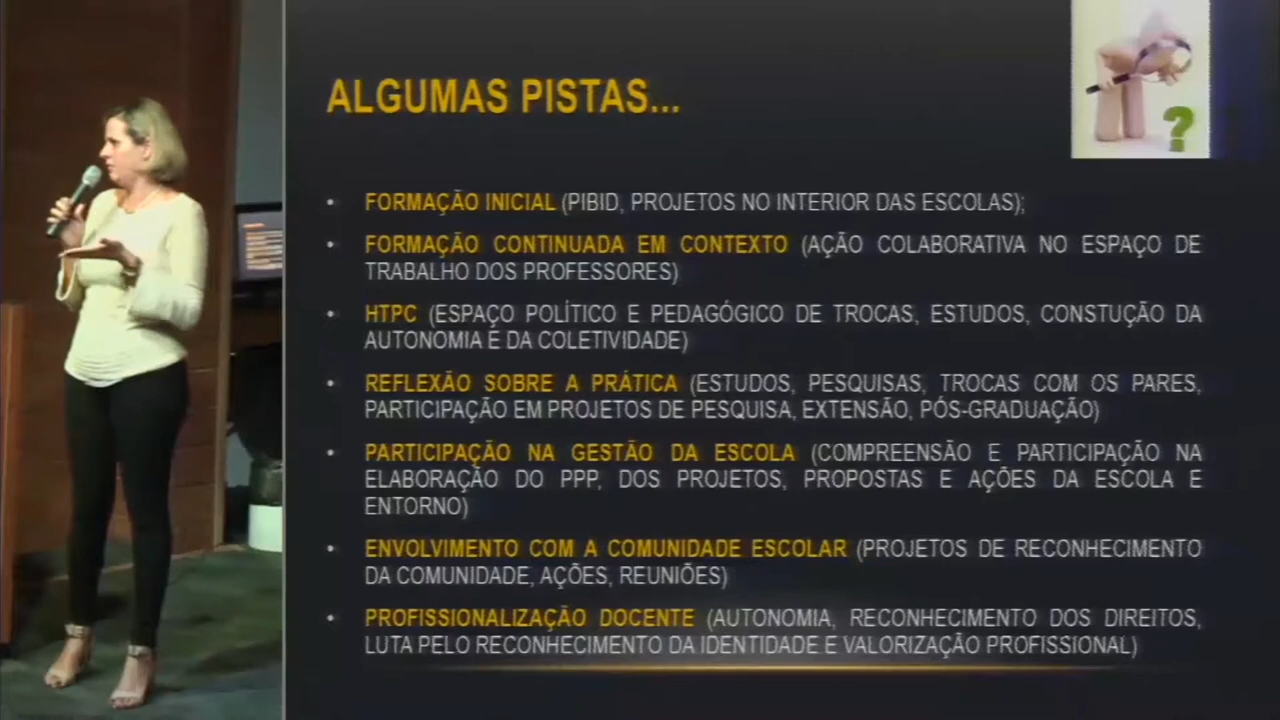 ALGUMAS PISTAS...
• FORMAÇÃO INICIAL (PIBID, PROJETOS NO INTERIOR DAS ESCOLAS);
• FORMAÇÃO CONTINUADA EM CONTEXTO (AÇÃO COLABORATIVA NO ESPAÇO DE
TRABALHO DOS PROFESSORES)
• HTPC (ESPAÇO POLÍTICO E PEDAGÓGICO DE TROCAS, ESTUDOS, CONSTUÇÃO DA
AUTONOMIA E DA COLETIVIDADE)
• REFLEXÃO SOBRE A PRÁTICA (ESTUDOS, PESQUISAS, TROCAS COM OS PARES,
PARTICIPAÇÃO EM PROJETOS DE PESQUISA, EXTENSÃO, PÓS-GRADUAÇÃO)
• PARTICIPAÇÃO NA GESTÃO DA ESCOLA (COMPREENSÃO E PARTICIPAÇÃO NA
ELABORAÇÃO DO PPP, DOS PROJETOS, PROPOSTAS E AÇÕES DA ESCOLA E
ENTORNO)
• ENVOLVIMENTO COM A COMUNIDADE ESCOLAR (PROJETOS DE RECONHECIMENTO
DA COMUNIDADE, AÇÕES, REUNIÕES)
• PROFISSIONALIZAÇÃO DOCENTE (AUTONOMIA, RECONHECIMENTO DOS DIREITOS,
LUTA PELO RECONHECIMENTO DA IDENTIDADE E VALORIZAÇÃO PROFISSIONAL)